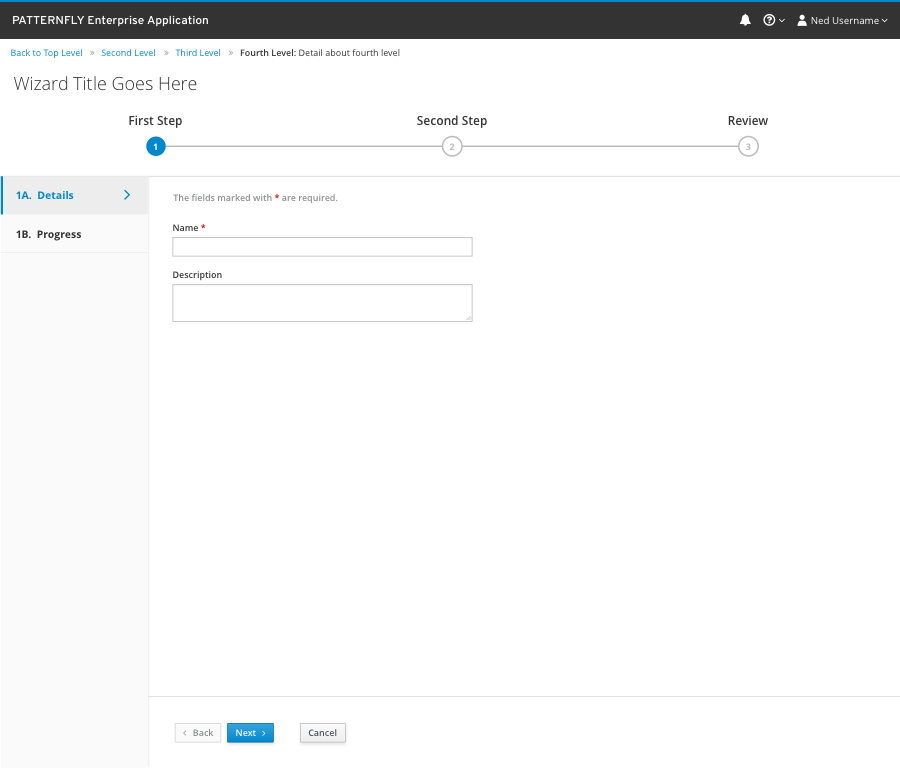 PATTERNFLY Enterprise Application
Ned Username
Back to Top Level » Second Level » Third Level » Fourth Level: Detail about fourth level
Wizard Title Goes Here
First Step
Second Step
Review
1
2
3
1A. Details
1B. Progress
The fields marked with * are required.
Name *
Description
< Back
Next >
Cancel